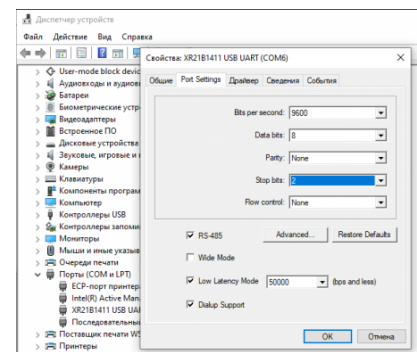 Диспетчер устройств
Файл Действие Вид Справка
User-mode block devic
Аудиовходы и аудиов
Батареи
Биометрические устр
Видеоадаптеры
Встроенное ПО
Дисковые устройства
Звуковые, игровые и
Камеры
Клавиатуры
Компоненты програм
Компьютер
Контроллеры USB
Контроллеры запоми
Мониторы
Мыши и иные указыв
Очереди печати
Порты (COM и LPT)
ECP-порт принтер
Intel(R) Active Man
XR21B1411 USB UA
Последовательны
Поставщик печати WS
Принтеры
Свойства: XR21B1411 USB UART (COM6)
Общие Port Settings Драйвер Сведения События
Bits per second: 9600
Data bits: 8
Parity: None
Stop bits: 2
Flow control: None
RS-485 Advanced... Restore Defaults
Wide Mode
Low Latency Mode 50000 (bps and less)
Dialup Support
OK Отмена